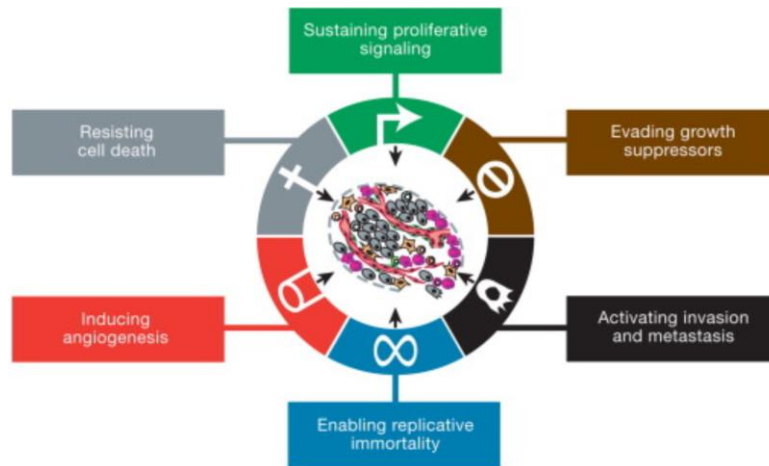 Sustaining proliferative
signaling
Resisting
cell death
Evading growth
suppressors
Inducing
angiogenesis
Activating invasion
and metastasis
Enabling replicative
immortality